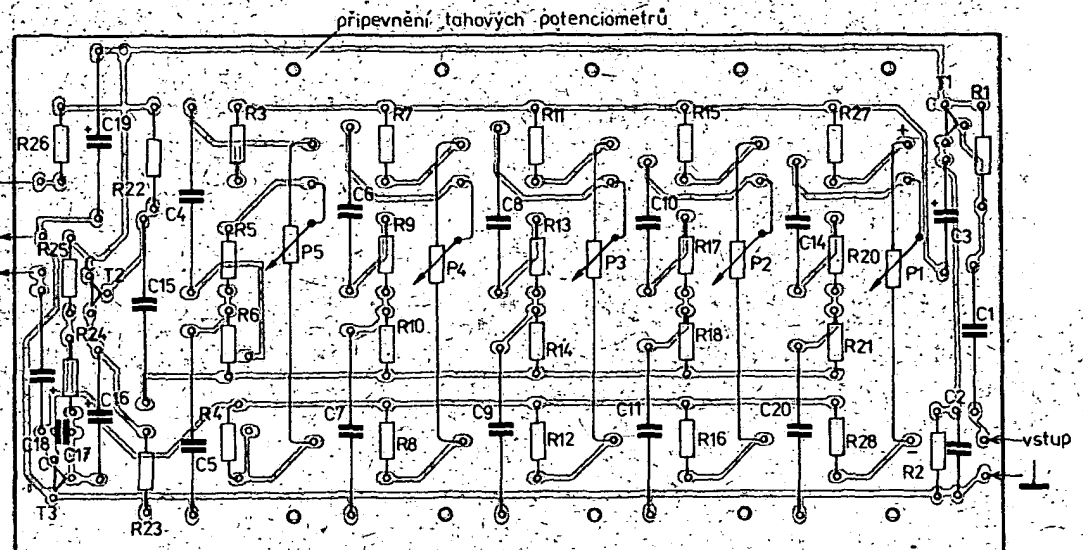 připevnění tahových potenciometrů
R26
C19
R22
C4
R3
R7
R11
R15
R27
T1
R1
C6
C8
C10
C14
C3
R25
T2
C15
R5
P5
R9
P4
R13
P3
R17
P2
R20
P1
C1
R24
R6
R10
R14
R18
R21
C16
C18
C17
R4
C5
C7
R8
C9
R12
C11
R16
C20
R28
C2
R2
vstup
T3
R23